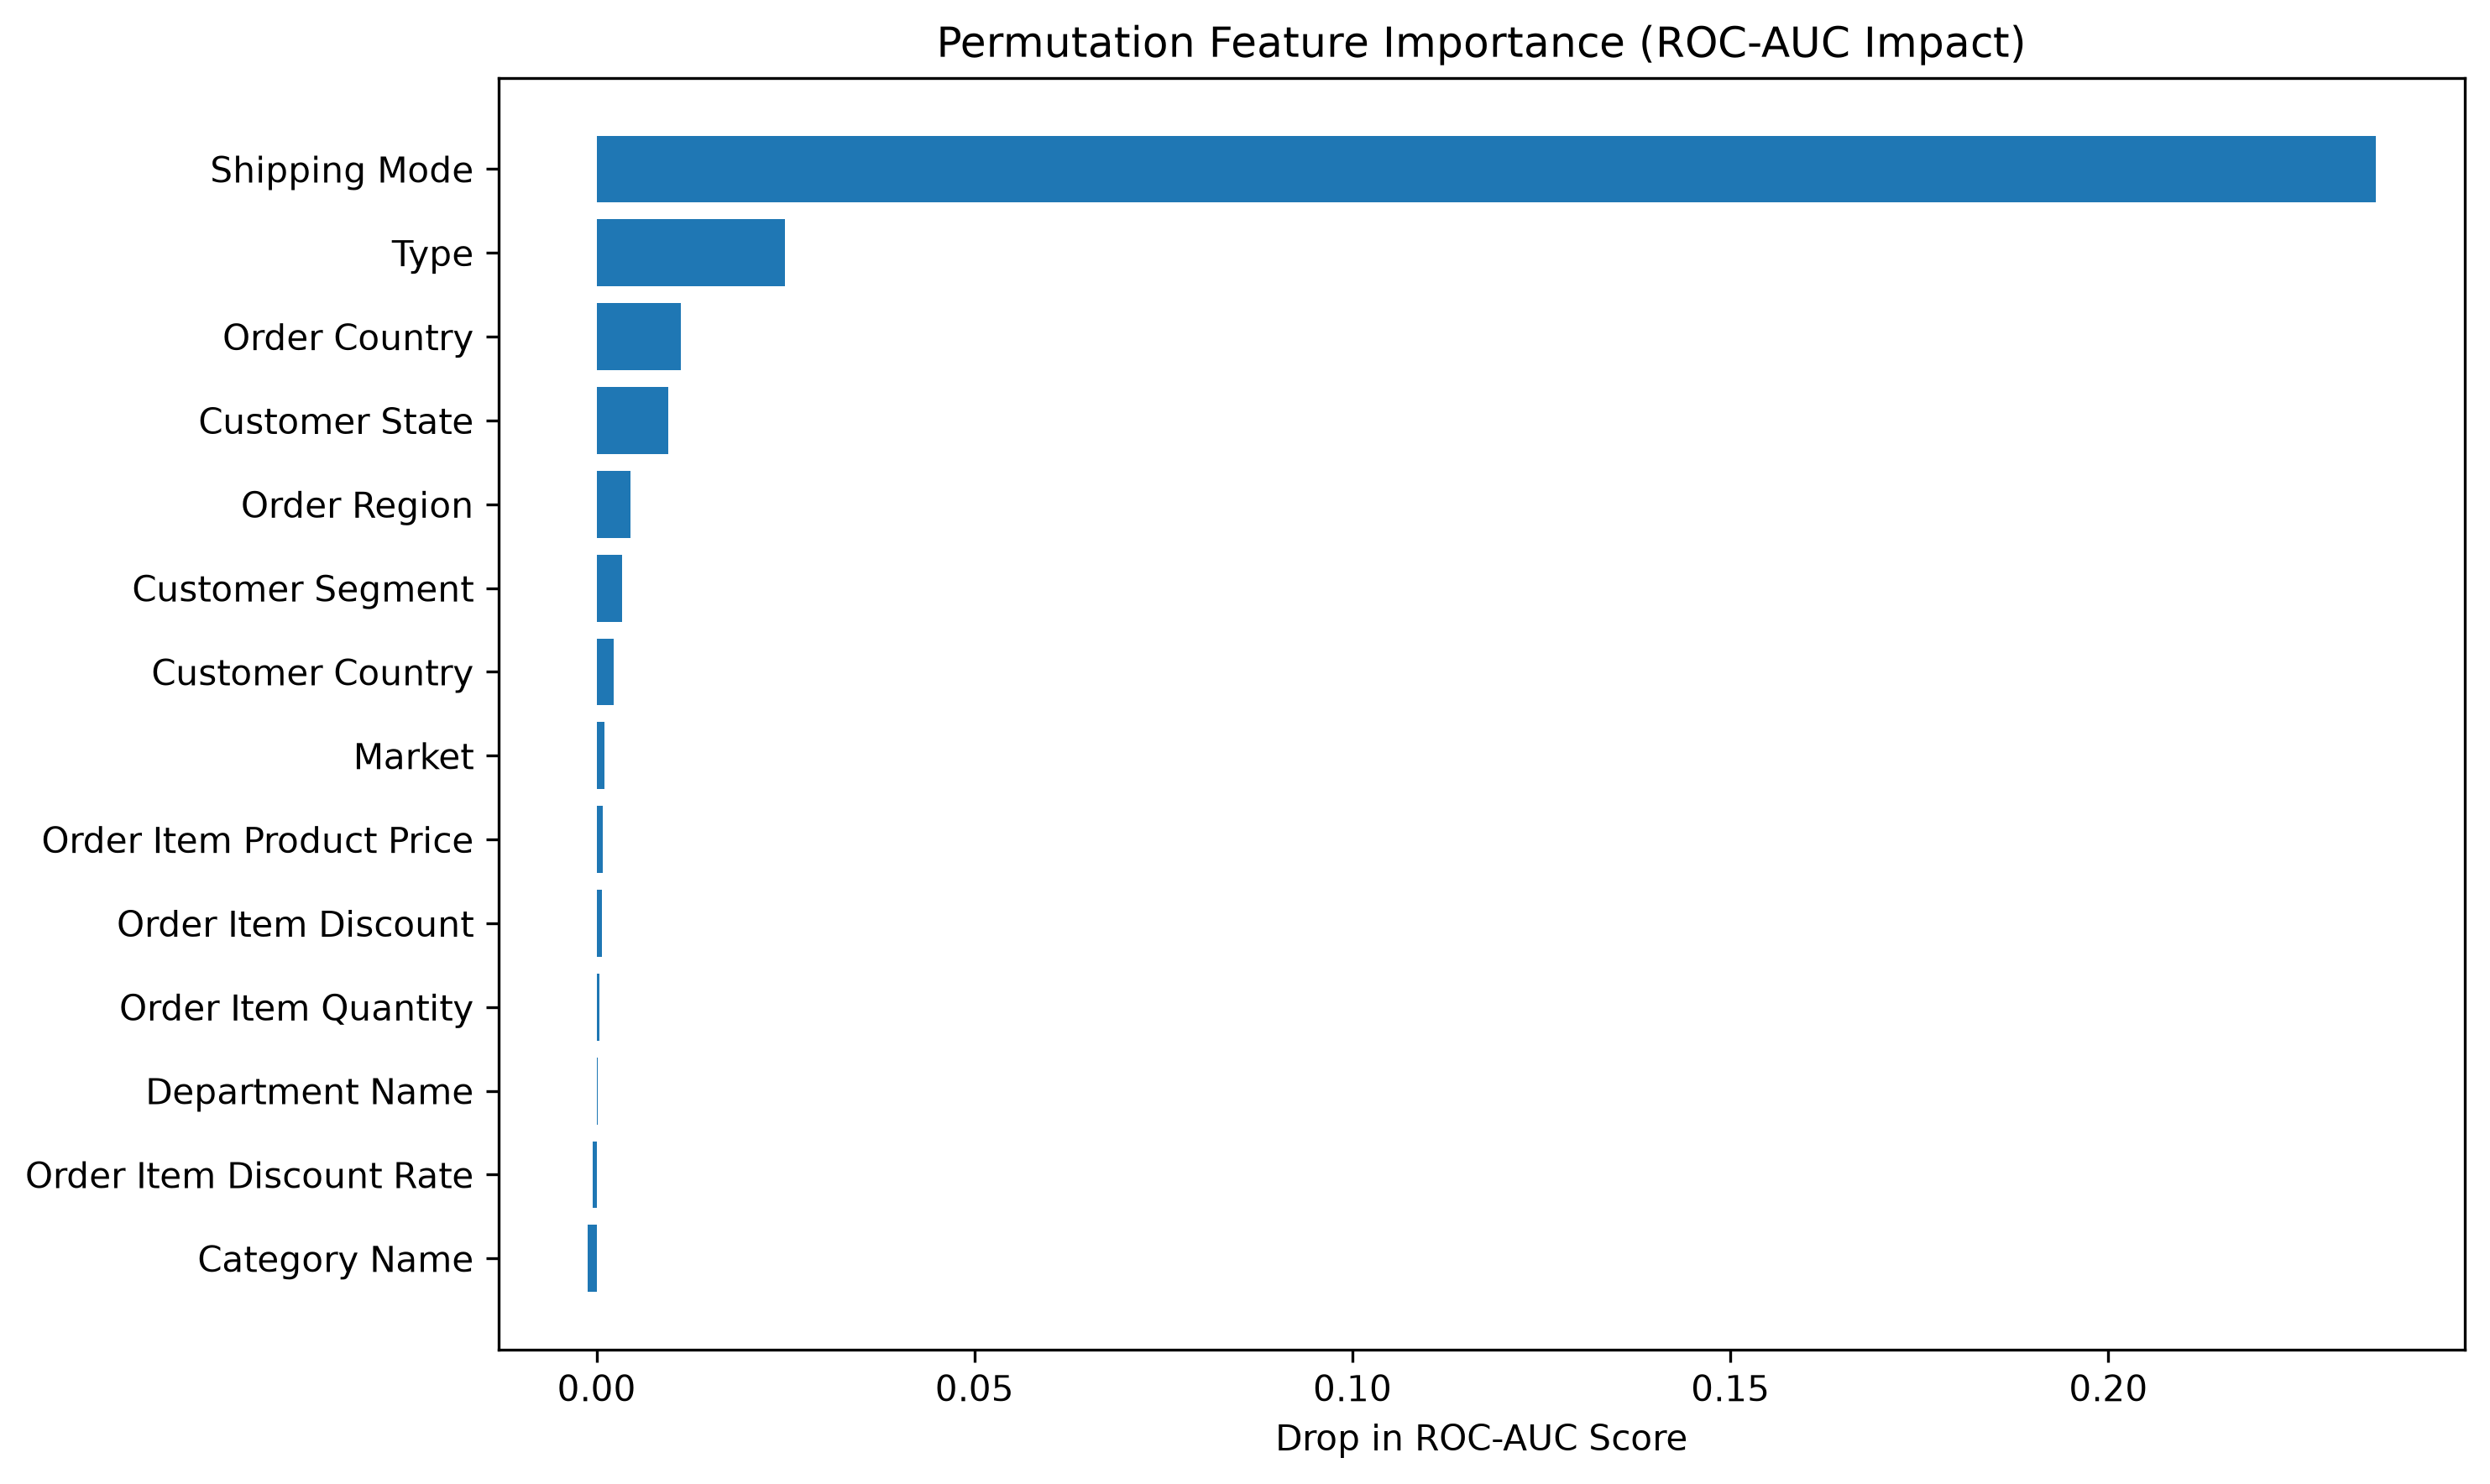 Permutation Feature Importance (ROC-AUC Impact)
Shipping Mode
Type
Order Country
Customer State
Order Region
Customer Segment
Customer Country
Market
Order Item Product Price
Order Item Discount
Order Item Quantity
Department Name
Order Item Discount Rate
Category Name
0.00 0.05 0.10 0.15 0.20
Drop in ROC-AUC Score